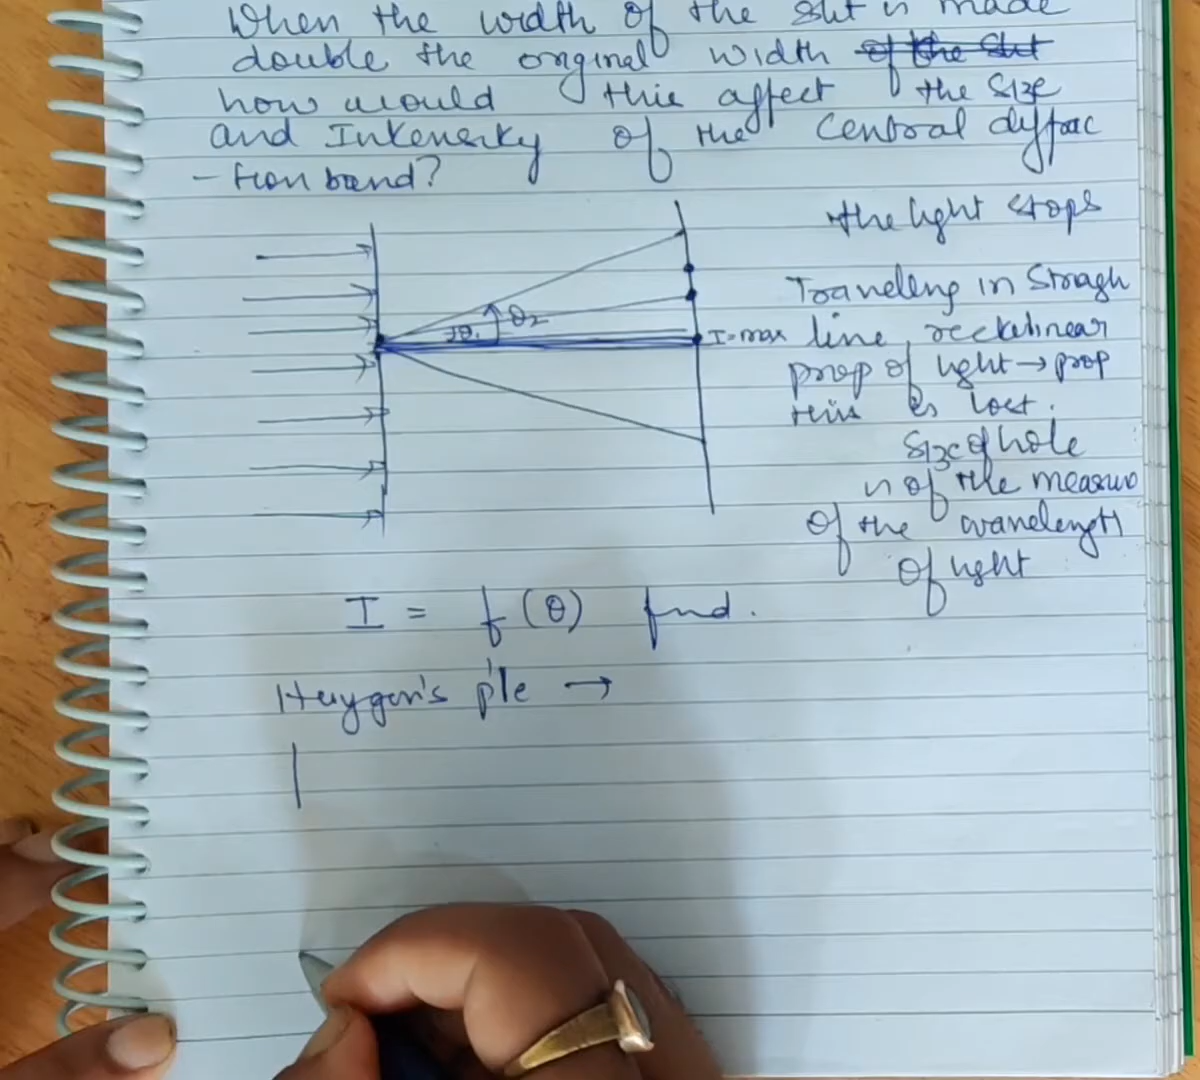 When the width of the slit is made
double the original width of the slit
how would this affect the size
and Intensity of the central diffrac
-tion band?
the light stops
Traveling in Straigh
line, rectelinear
prop of light → prop
this is lost.
Size of hole
is of the measure
of the wavelength
of light
θ1 θ2
I-max
I = f(θ) find.
Huygen's p'le →